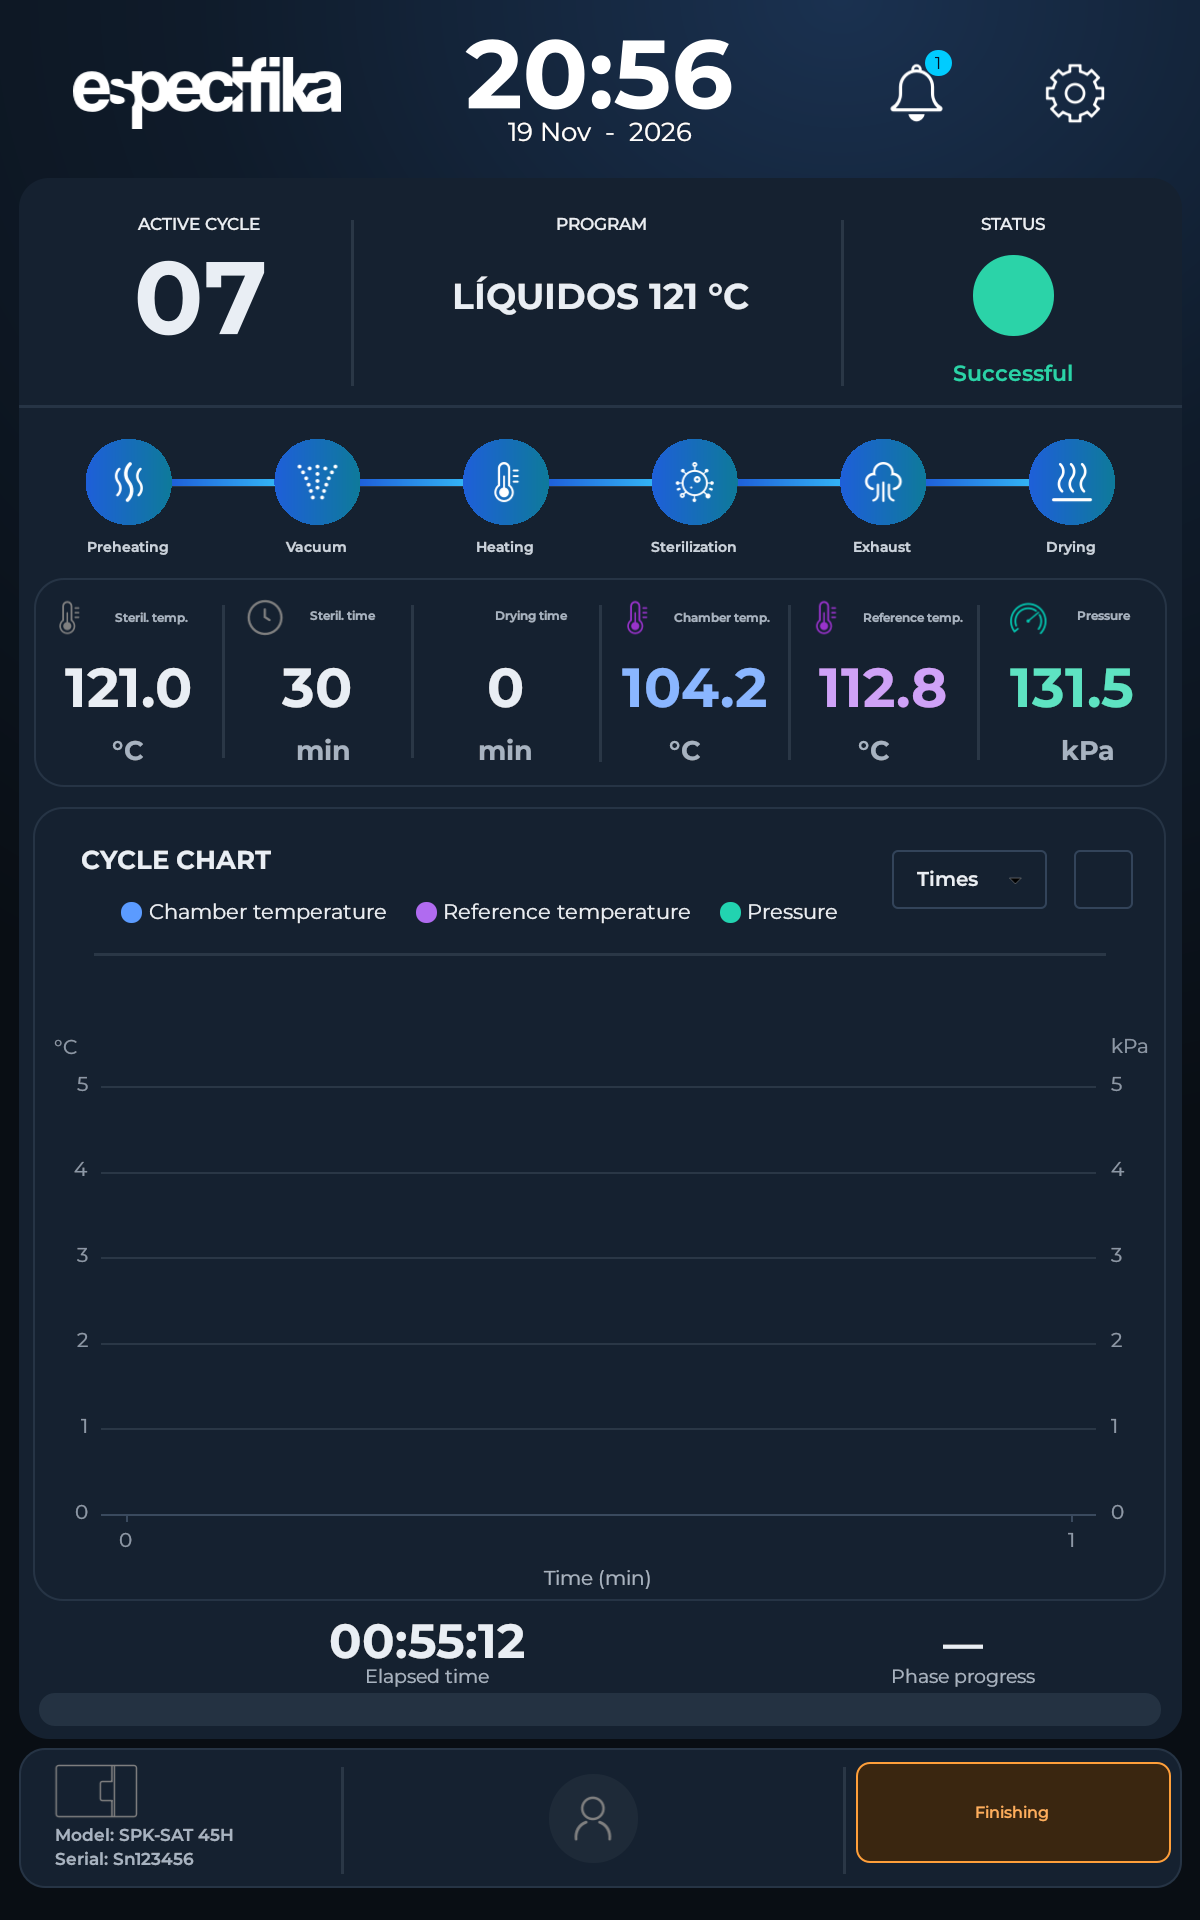 especifika
20:56
19 Nov - 2026
1
ACTIVE CYCLE
07
PROGRAM
LÍQUIDOS 121 °C
STATUS
Successful
Preheating
Vacuum
Heating
Sterilization
Exhaust
Drying
Steril. temp.
121.0
°C
Steril. time
30
min
Drying time
0
min
Chamber temp.
104.2
°C
Reference temp.
112.8
°C
Pressure
131.5
kPa
CYCLE CHART
Times
Chamber temperature
Reference temperature
Pressure
°C
kPa
5
5
4
4
3
3
2
2
1
1
0
0
0
1
Time (min)
00:55:12
Elapsed time
—
Phase progress
Model: SPK-SAT 45H
Serial: Sn123456
Finishing